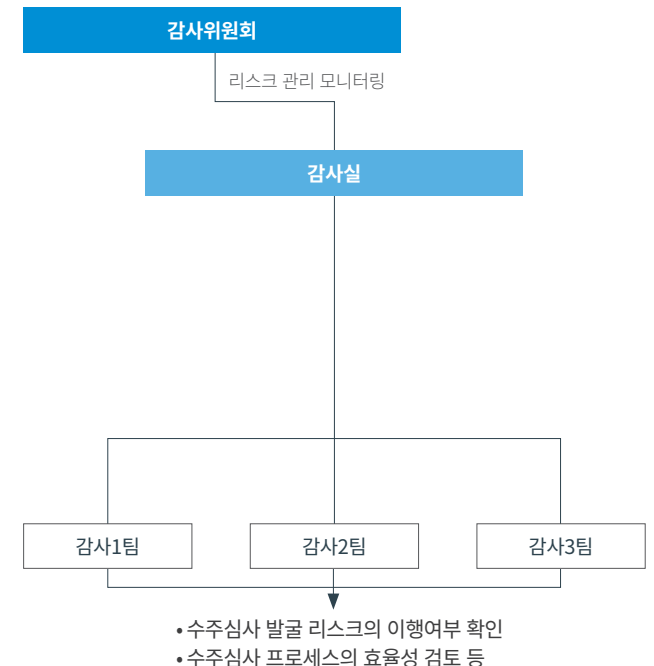 감사위원회
리스크 관리 모니터링
감사실
감사1팀
감사2팀
감사3팀
• 수주심사 발굴 리스크의 이행여부 확인
• 수주심사 프로세스의 효율성 검토 등